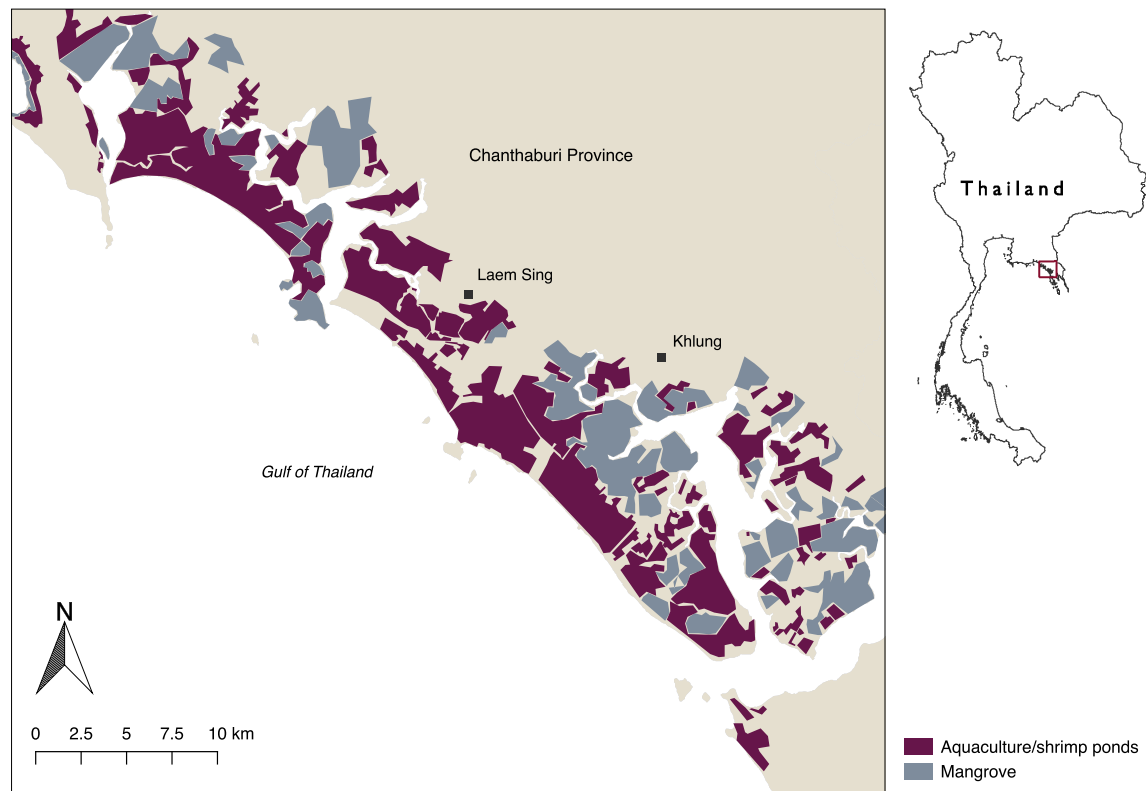 Chanthaburi Province
Thailand
Laem Sing
Khlung
Gulf of Thailand
N
0 2.5 5 7.5 10 km
Aquaculture/shrimp ponds
Mangrove